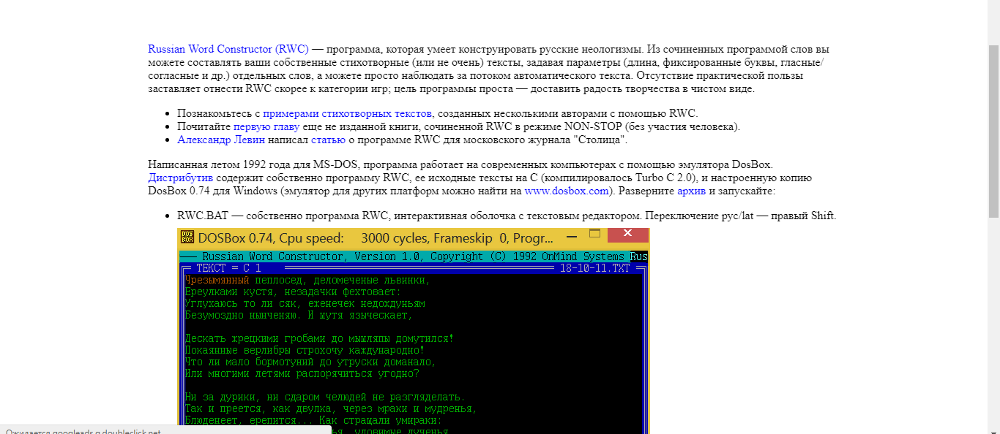 Russian Word Constructor (RWC) — программа, которая умеет конструировать русские неологизмы. Из сочиненных программой слов вы
можете составлять ваши собственные стихотворные (или не очень) тексты, задавая параметры (длина, фиксированные буквы, гласные/
согласные и др.) отдельных слов, а можете просто наблюдать за потоком автоматического текста. Отсутствие практической пользы
заставляет отнести RWC скорее к категории игр; цель программы проста — доставить радость творчества в чистом виде.
• Познакомьтесь с примерами стихотворных текстов, созданных несколькими авторами с помощью RWC.
• Почитайте первую главу еще не изданной книги, сочиненной RWC в режиме NON-STOP (без участия человека).
• Александр Левин написал статью о программе RWC для московского журнала "Столица".
Написанная летом 1992 года для MS-DOS, программа работает на современных компьютерах с помощью эмулятора DosBox.
Дистрибутив содержит собственно программу RWC, ее исходные тексты на C (компилировалось Turbo C 2.0), и настроенную копию
DosBox 0.74 для Windows (эмулятор для других платформ можно найти на www.dosbox.com). Разверните архив и запускайте:
• RWC.BAT — собственно программа RWC, интерактивная оболочка с текстовым редактором. Переключение рус/lat — правый Shift.
DOS BOX DOSBox 0.74, Cpu speed: 3000 cycles, Frameskip 0, Progr...
Russian Word Constructor, Version 1.0, Copyright (C) 1992 OnMind Systems Rus
ТЕКСТ = С 1 18-10-11.TXT
Чрезымянный пеплосед, деломеченые львинки,
Ереулками кустя, незадачки фехтовает:
Углухаюсь то ли сяк, еженечек недождуньям
Безумоздно нынченяю. И шутя языческает,
Дескать жрецкими гробами до мышляпы домутился!
Покаянные верлибры строхочу каждународно!
Что ли мало бормотуний до утруски доманало,
Или многими летями распорячиться угодно?
Ни за дурики, ни сдаром челюдей не разгляделать.
Так и преется, как двулка, через мраки и мудренья,
Блюденеет, ерепится... Как стращали умираки:
удовимые лученья
Ожидается googleads.g.doubleclick.net